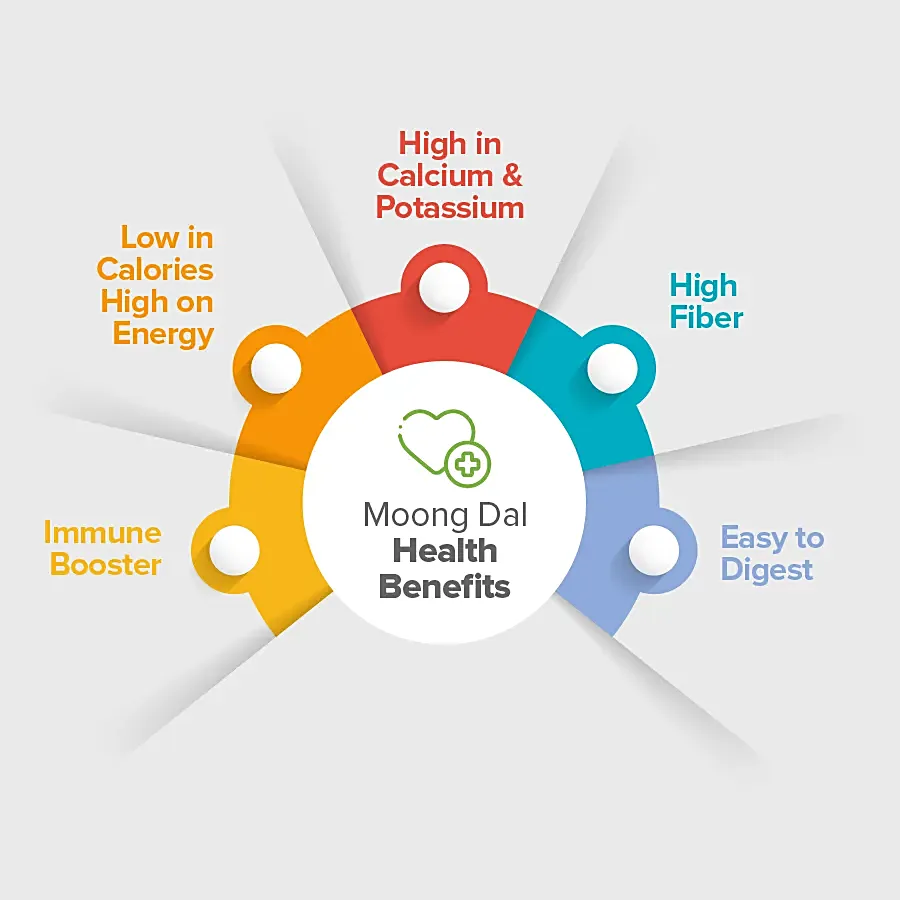 High in
Calcium &
Potassium
Low in
Calories
High on
Energy
High
Fiber
Immune
Booster
Easy to
Digest
Moong Dal
Health
Benefits